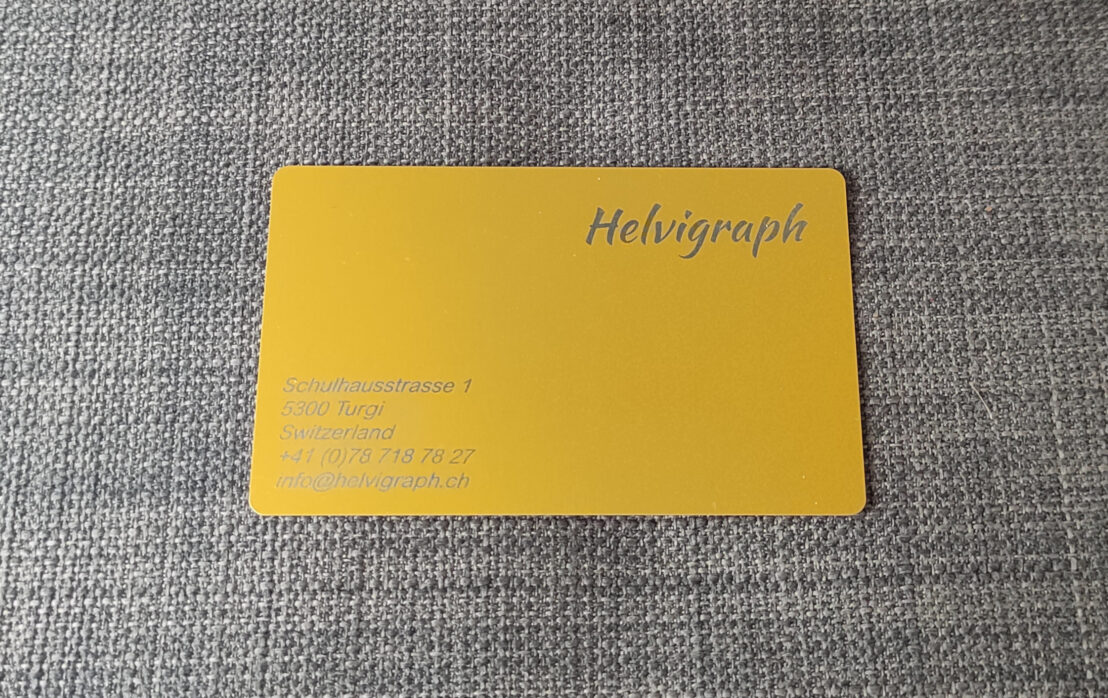 Helvigraph
Schulhausstrasse 1
5300 Turgi
Switzerland
+41 (0)78 718 78 27
info@helvigraph.ch